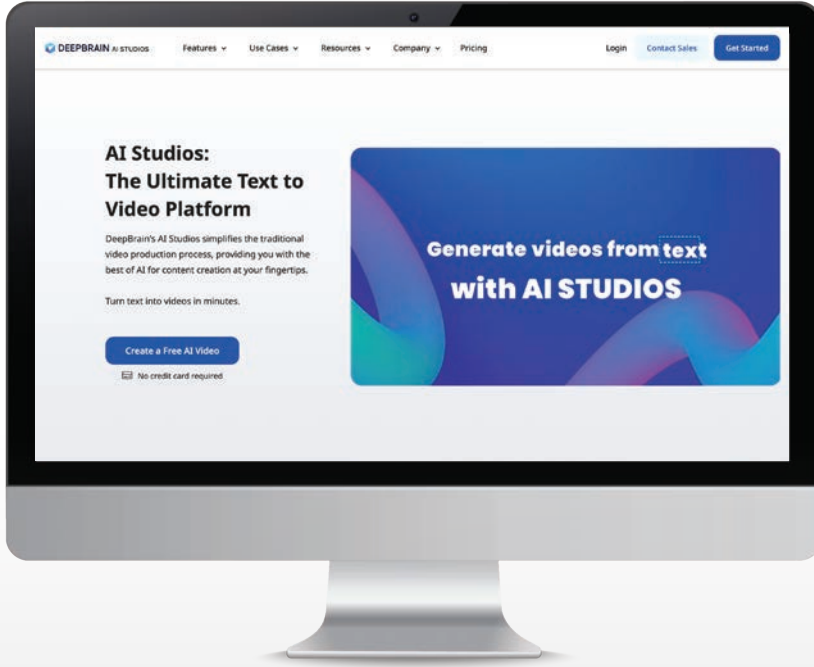 DEEPBRAIN AI STUDIOS Features Use Cases Resources Company Pricing Login Contact Sales Get Started
AI Studios:
The Ultimate Text to
Video Platform
DeepBrain's AI Studios simplifies the traditional
video production process, providing you with the
best of AI for content creation at your fingertips.
Turn text into videos in minutes.
Create a Free AI Video
No credit card required
Generate videos from text
with AI STUDIOS